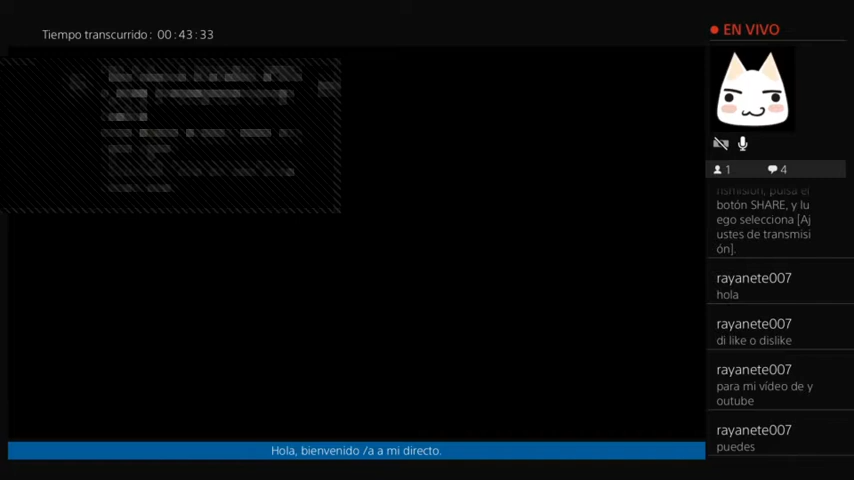 Tiempo transcurrido: 00:43:33
EN VIVO
1
4
nsmisión, pulsa el
botón SHARE, y lu
ego selecciona [Aj
ustes de transmisi
ón].
rayanete007
hola
rayanete007
di like o dislike
rayanete007
para mi vídeo de y
outube
rayanete007
puedes
Hola, bienvenido /a a mi directo.